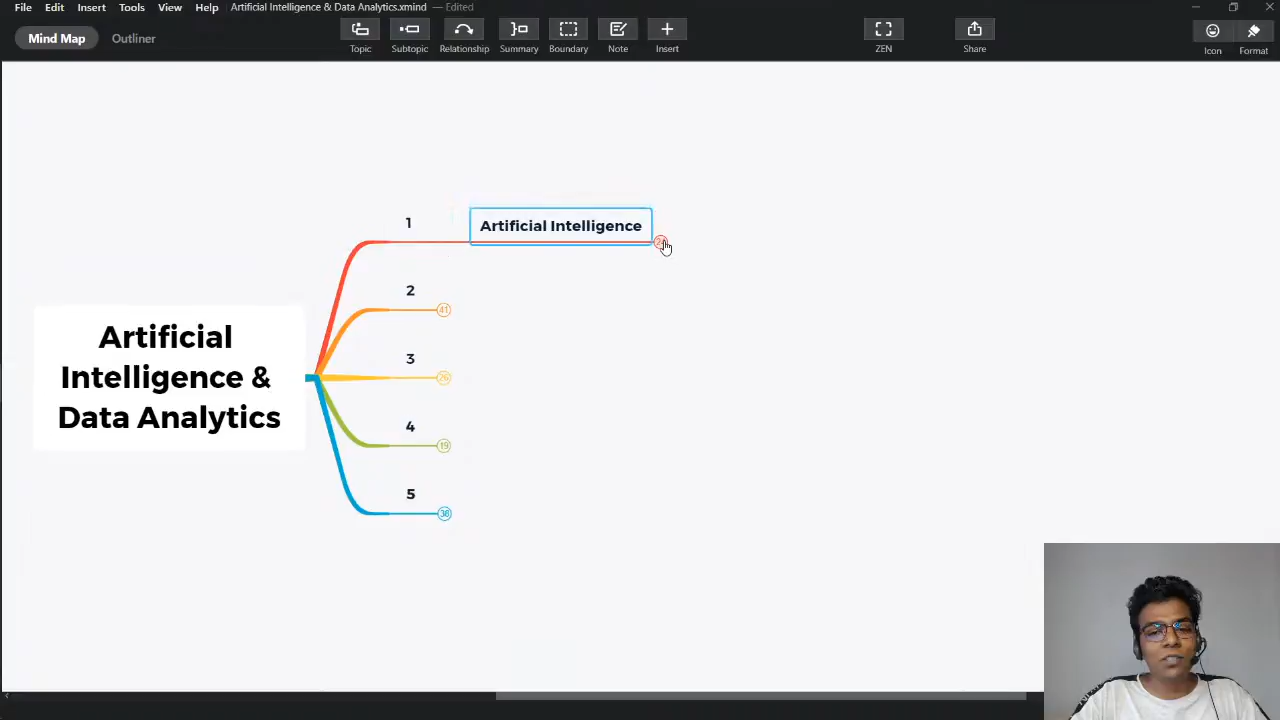 File Edit Insert Tools View Help Artificial Intelligence & Data Analytics.xmind — Edited
Mind Map Outliner
Topic Subtopic Relationship Summary Boundary Note Insert ZEN Share Icon Format
1 Artificial Intelligence
2 41
3 26
4 19
5 38
Artificial
Intelligence &
Data Analytics